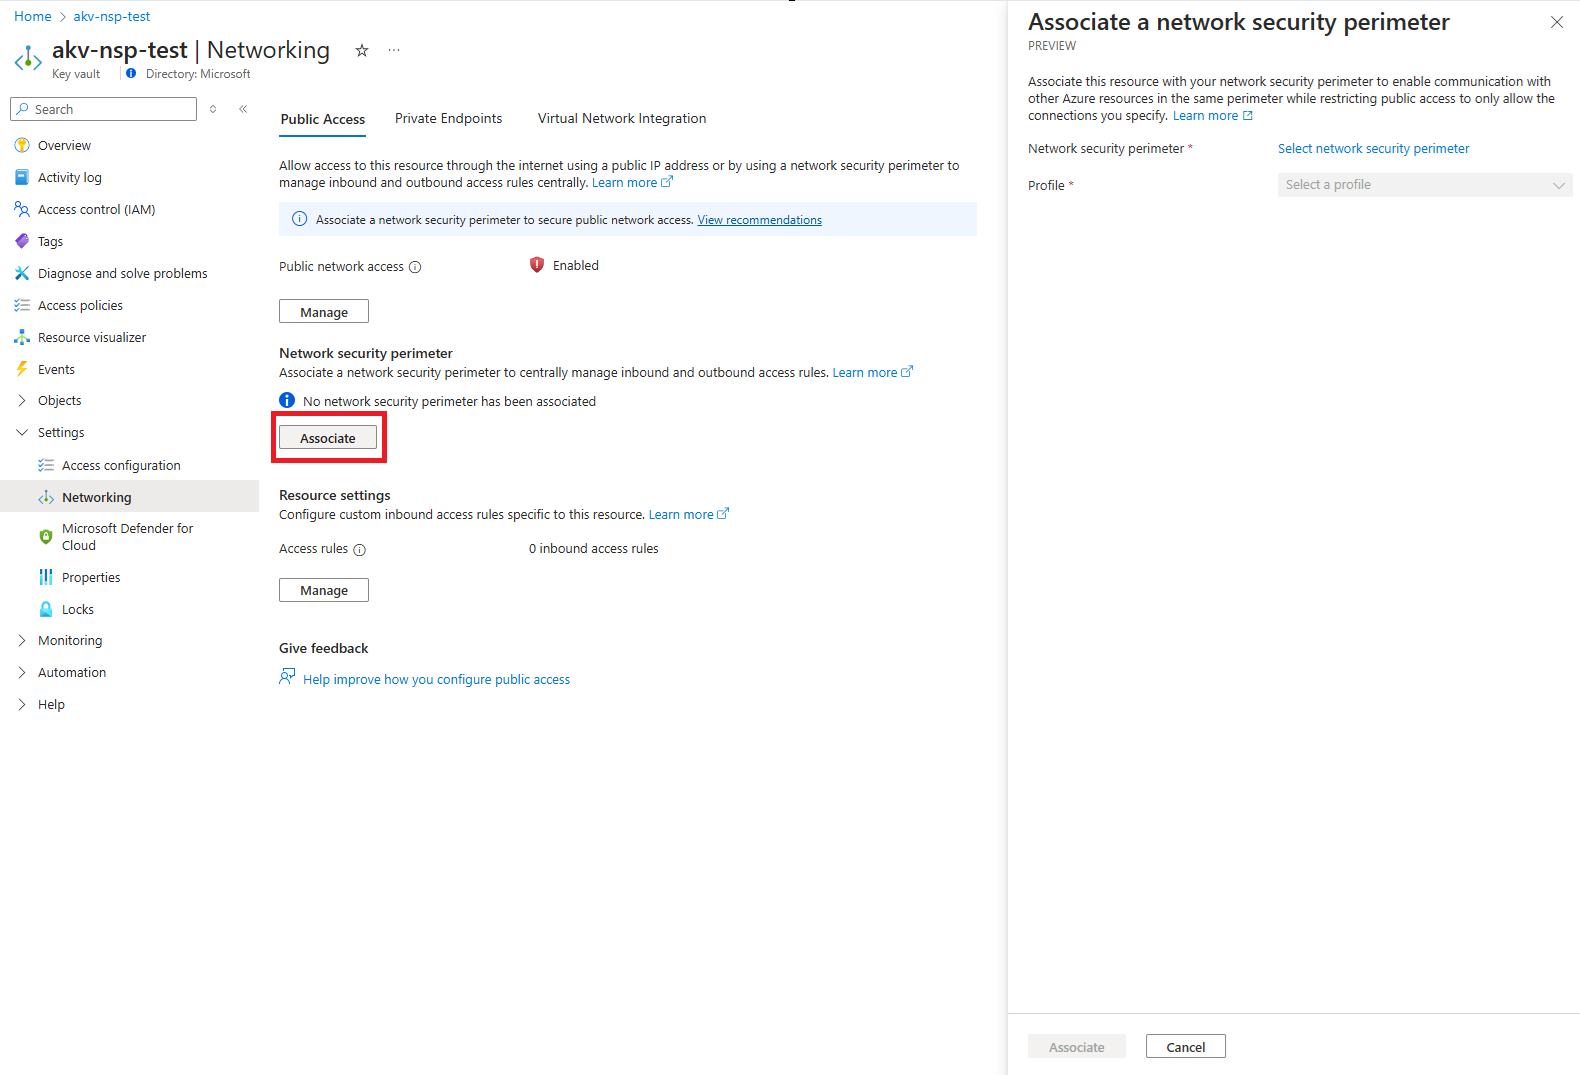 Home > akv-nsp-test
akv-nsp-test | Networking
Key vault
Directory: Microsoft
Search
Overview
Activity log
Access control (IAM)
Tags
Diagnose and solve problems
Access policies
Resource visualizer
Events
Objects
Settings
Access configuration
Networking
Microsoft Defender for
Cloud
Properties
Locks
Monitoring
Automation
Help
Public Access
Private Endpoints
Virtual Network Integration
Allow access to this resource through the internet using a public IP address or by using a network security perimeter to
manage inbound and outbound access rules centrally. Learn more
Associate a network security perimeter to secure public network access. View recommendations
Public network access
Enabled
Manage
Network security perimeter
Associate a network security perimeter to centrally manage inbound and outbound access rules. Learn more
No network security perimeter has been associated
Associate
Resource settings
Configure custom inbound access rules specific to this resource. Learn more
Access rules
0 inbound access rules
Manage
Give feedback
Help improve how you configure public access
Associate a network security perimeter
PREVIEW
Associate this resource with your network security perimeter to enable communication with
other Azure resources in the same perimeter while restricting public access to only allow the
connections you specify. Learn more
Network security perimeter *
Select network security perimeter
Profile *
Select a profile
Associate
Cancel